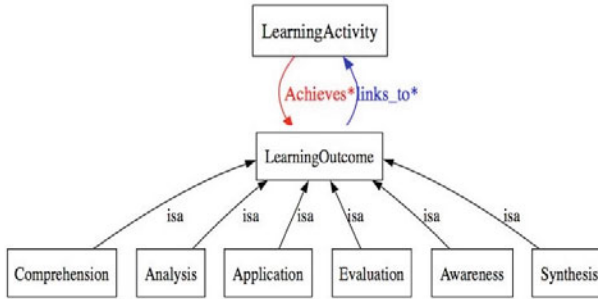 LearningActivity
Achieves* links_to*
LearningOutcome
isa isa isa isa isa isa
Comprehension Analysis Application Evaluation Awareness Synthesis